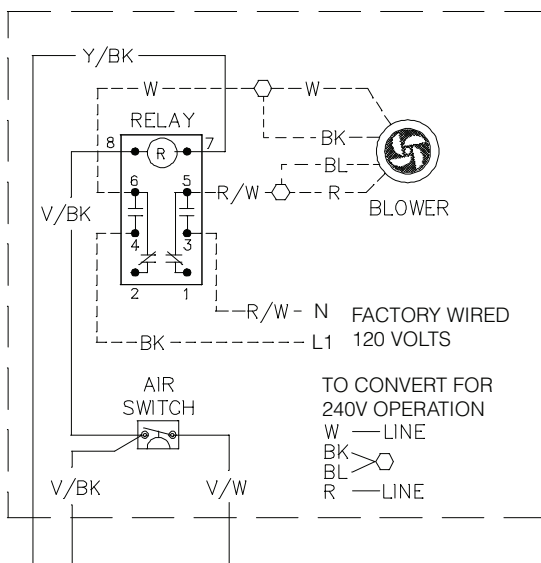 Y/BK
W
W
RELAY
8
R
7
BK
BL
6
5
R/W
R
BLOWER
V/BK
4
3
2
1
R/W
N
FACTORY WIRED
BK
L1
120 VOLTS
AIR
SWITCH
TO CONVERT FOR
240V OPERATION
W LINE
BK
BL
R LINE
V/BK
V/W